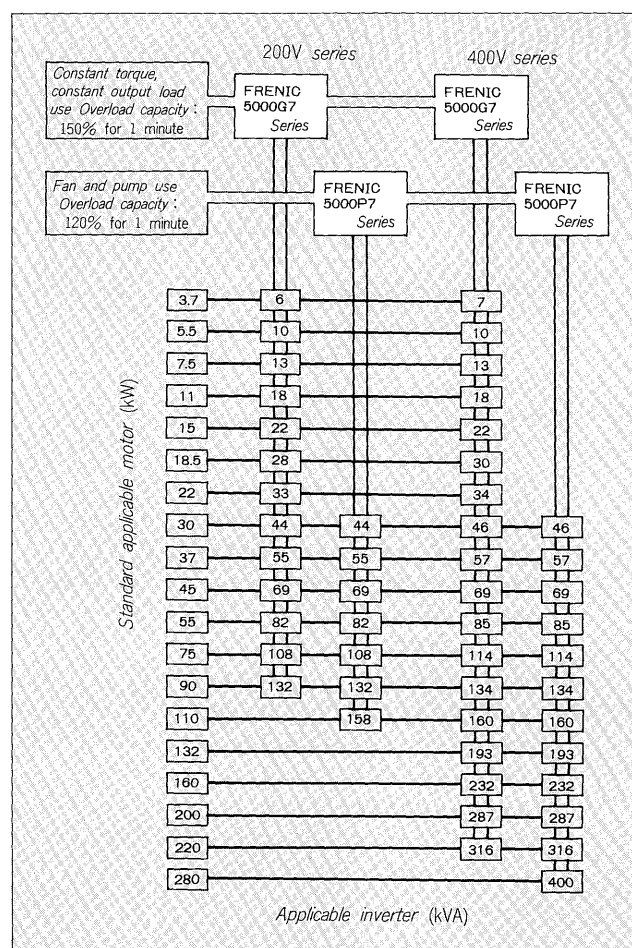 200V series
400V series
Constant torque,
constant output load
use Overload capacity :
150% for 1 minute
FRENIC
5000G7
Series
FRENIC
5000G7
Series
Fan and pump use
Overload capacity :
120% for 1 minute
FRENIC
5000P7
Series
FRENIC
5000P7
Series
Standard applicable motor (kW)
3.7 6 7
5.5 10 10
7.5 13 13
11 18 18
15 22 22
18.5 28 30
22 33 34
30 44 44 46 46
37 55 55 57 57
45 69 69 69 69
55 82 82 85 85
75 108 108 114 114
90 132 132 134 134
110 158 160 160
132 193 193
160 232 232
200 287 287
220 316 316
280 400
Applicable inverter (kVA)